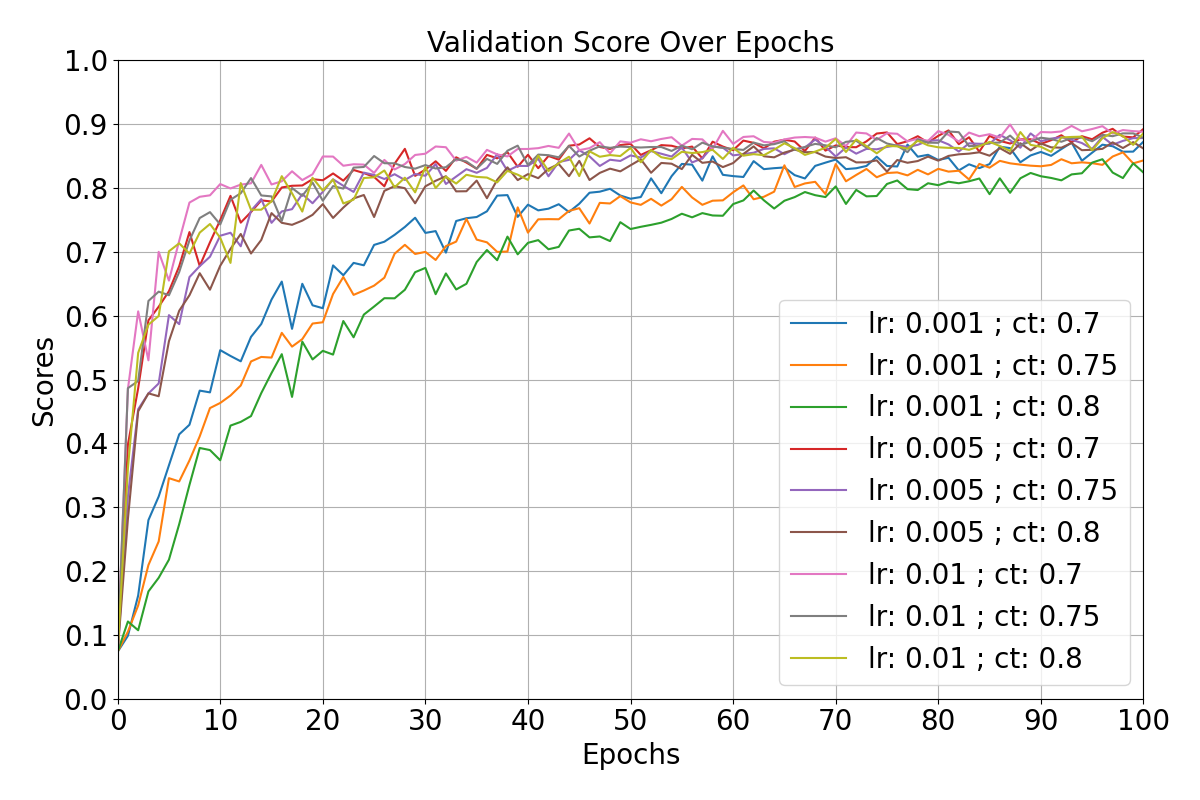 Validation Score Over Epochs
1.0
0.9
0.8
0.7
0.6
0.5
0.4
0.3
0.2
0.1
0.0
Scores
0 10 20 30 40 50 60 70 80 90 100
Epochs
lr: 0.001 ; ct: 0.7
lr: 0.001 ; ct: 0.75
lr: 0.001 ; ct: 0.8
lr: 0.005 ; ct: 0.7
lr: 0.005 ; ct: 0.75
lr: 0.005 ; ct: 0.8
lr: 0.01 ; ct: 0.7
lr: 0.01 ; ct: 0.75
lr: 0.01 ; ct: 0.8